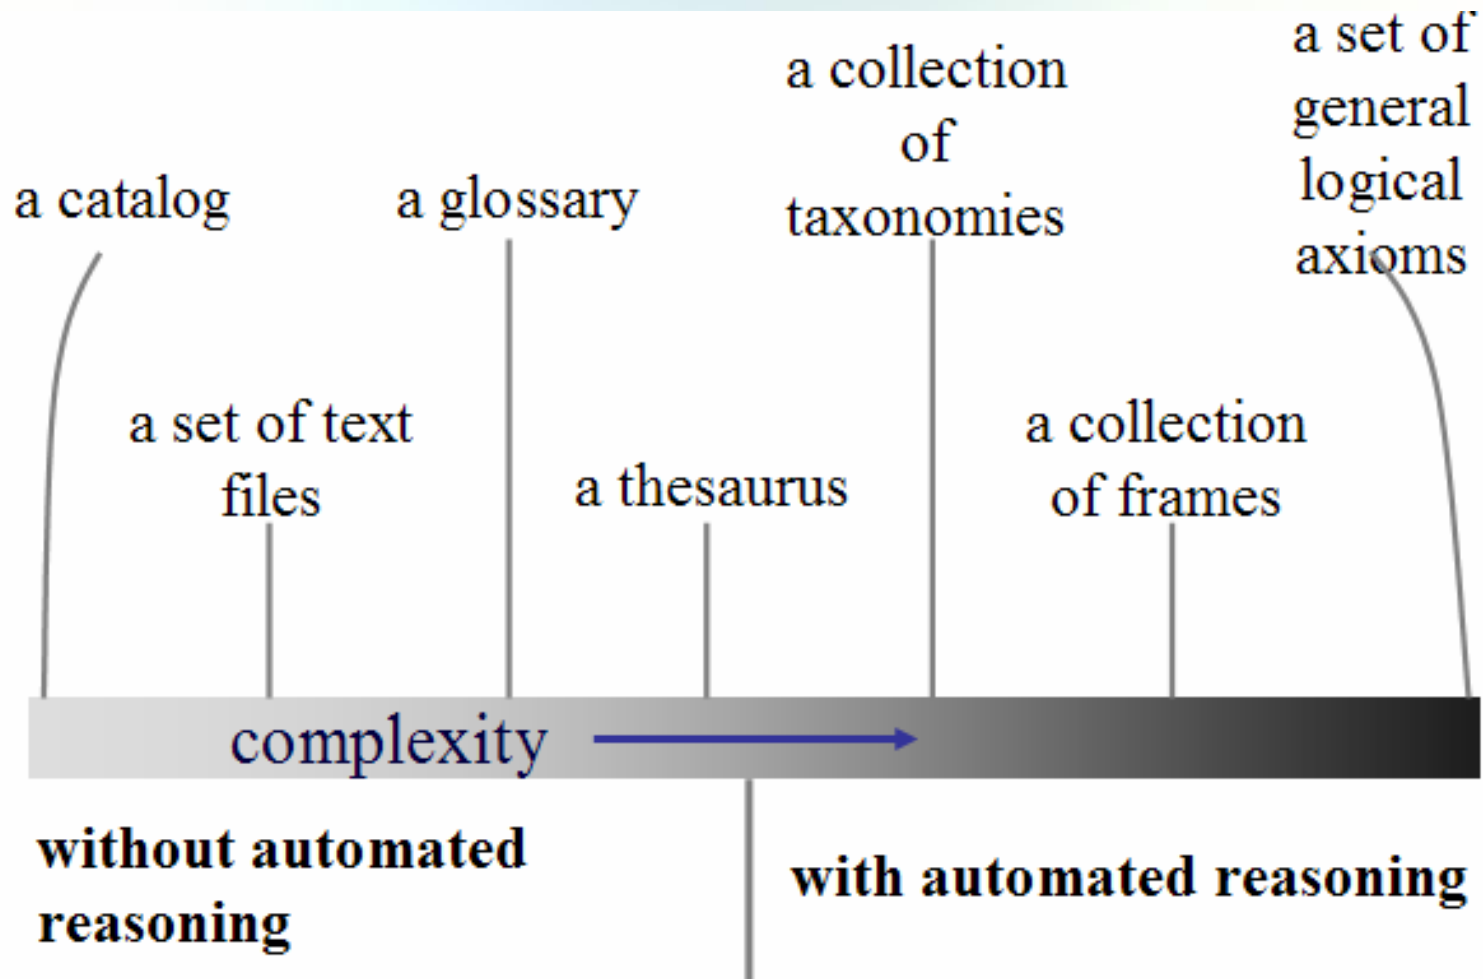 a catalog
a glossary
a collection
of
taxonomies
a set of
general
logical
axioms
a set of text
files
a thesaurus
a collection
of frames
complexity
without automated
reasoning
with automated reasoning